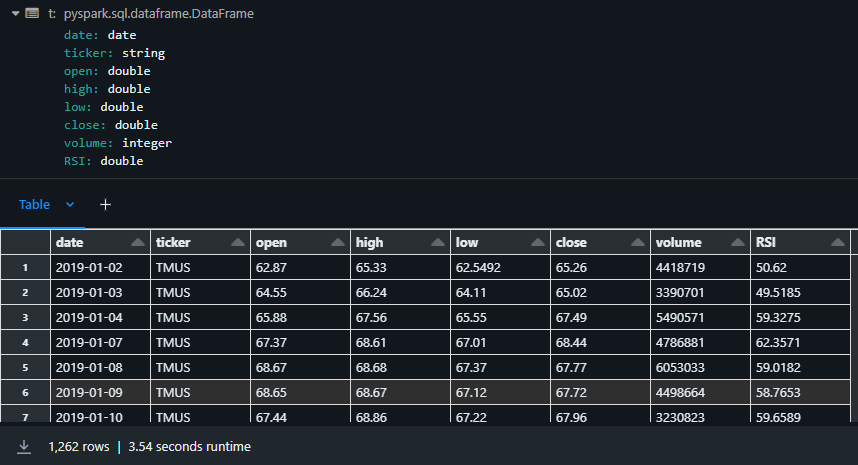 t: pyspark.sql.dataframe.DataFrame
date: date
ticker: string
open: double
high: double
low: double
close: double
volume: integer
RSI: double
Table +
date ticker open high low close volume RSI
1 2019-01-02 TMUS 62.87 65.33 62.5492 65.26 4418719 50.62
2 2019-01-03 TMUS 64.55 66.24 64.11 65.02 3390701 49.5185
3 2019-01-04 TMUS 65.88 67.56 65.55 67.49 5490571 59.3275
4 2019-01-07 TMUS 67.37 68.61 67.01 68.44 4786881 62.3571
5 2019-01-08 TMUS 68.67 68.68 67.37 67.77 6053033 59.0182
6 2019-01-09 TMUS 68.65 68.67 67.12 67.72 4498664 58.7653
7 2019-01-10 TMUS 67.44 68.86 67.22 67.96 3230823 59.6589
1,262 rows | 3.54 seconds runtime